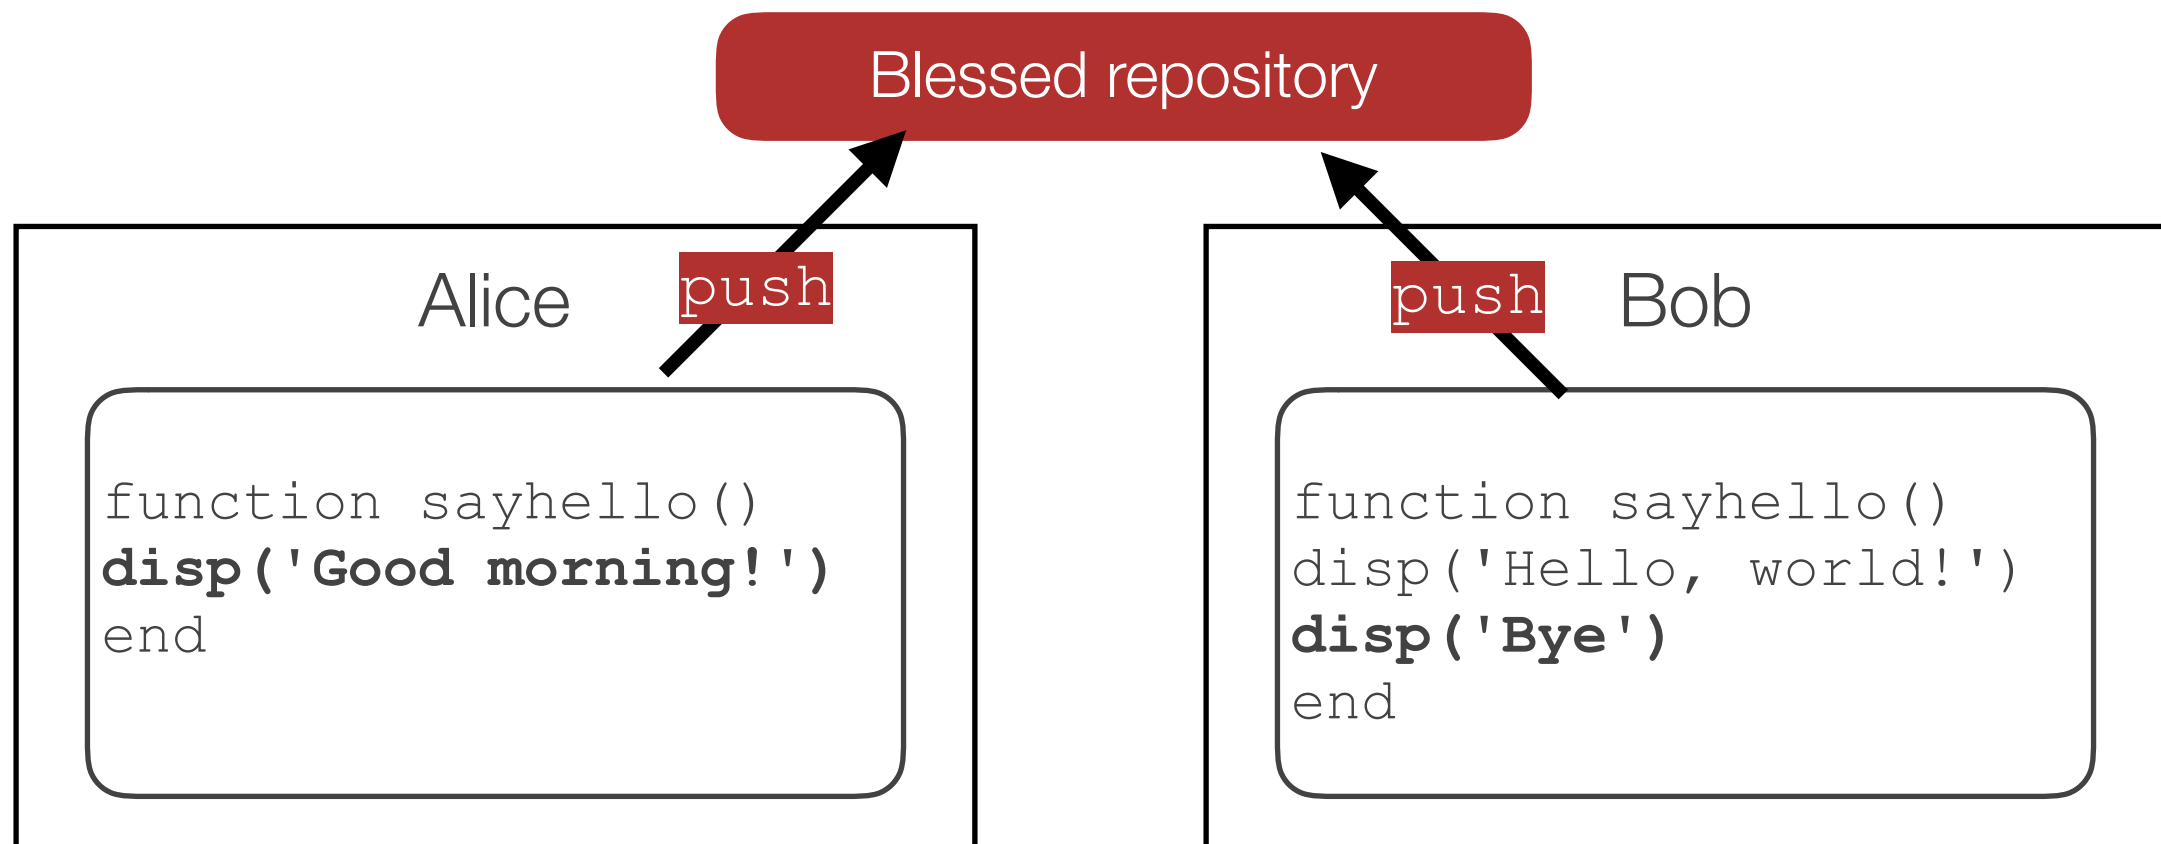 Blessed repository
Alice
push
function sayhello()
disp('Good morning!')
end
push
Bob
function sayhello()
disp('Hello, world!')
disp('Bye')
end